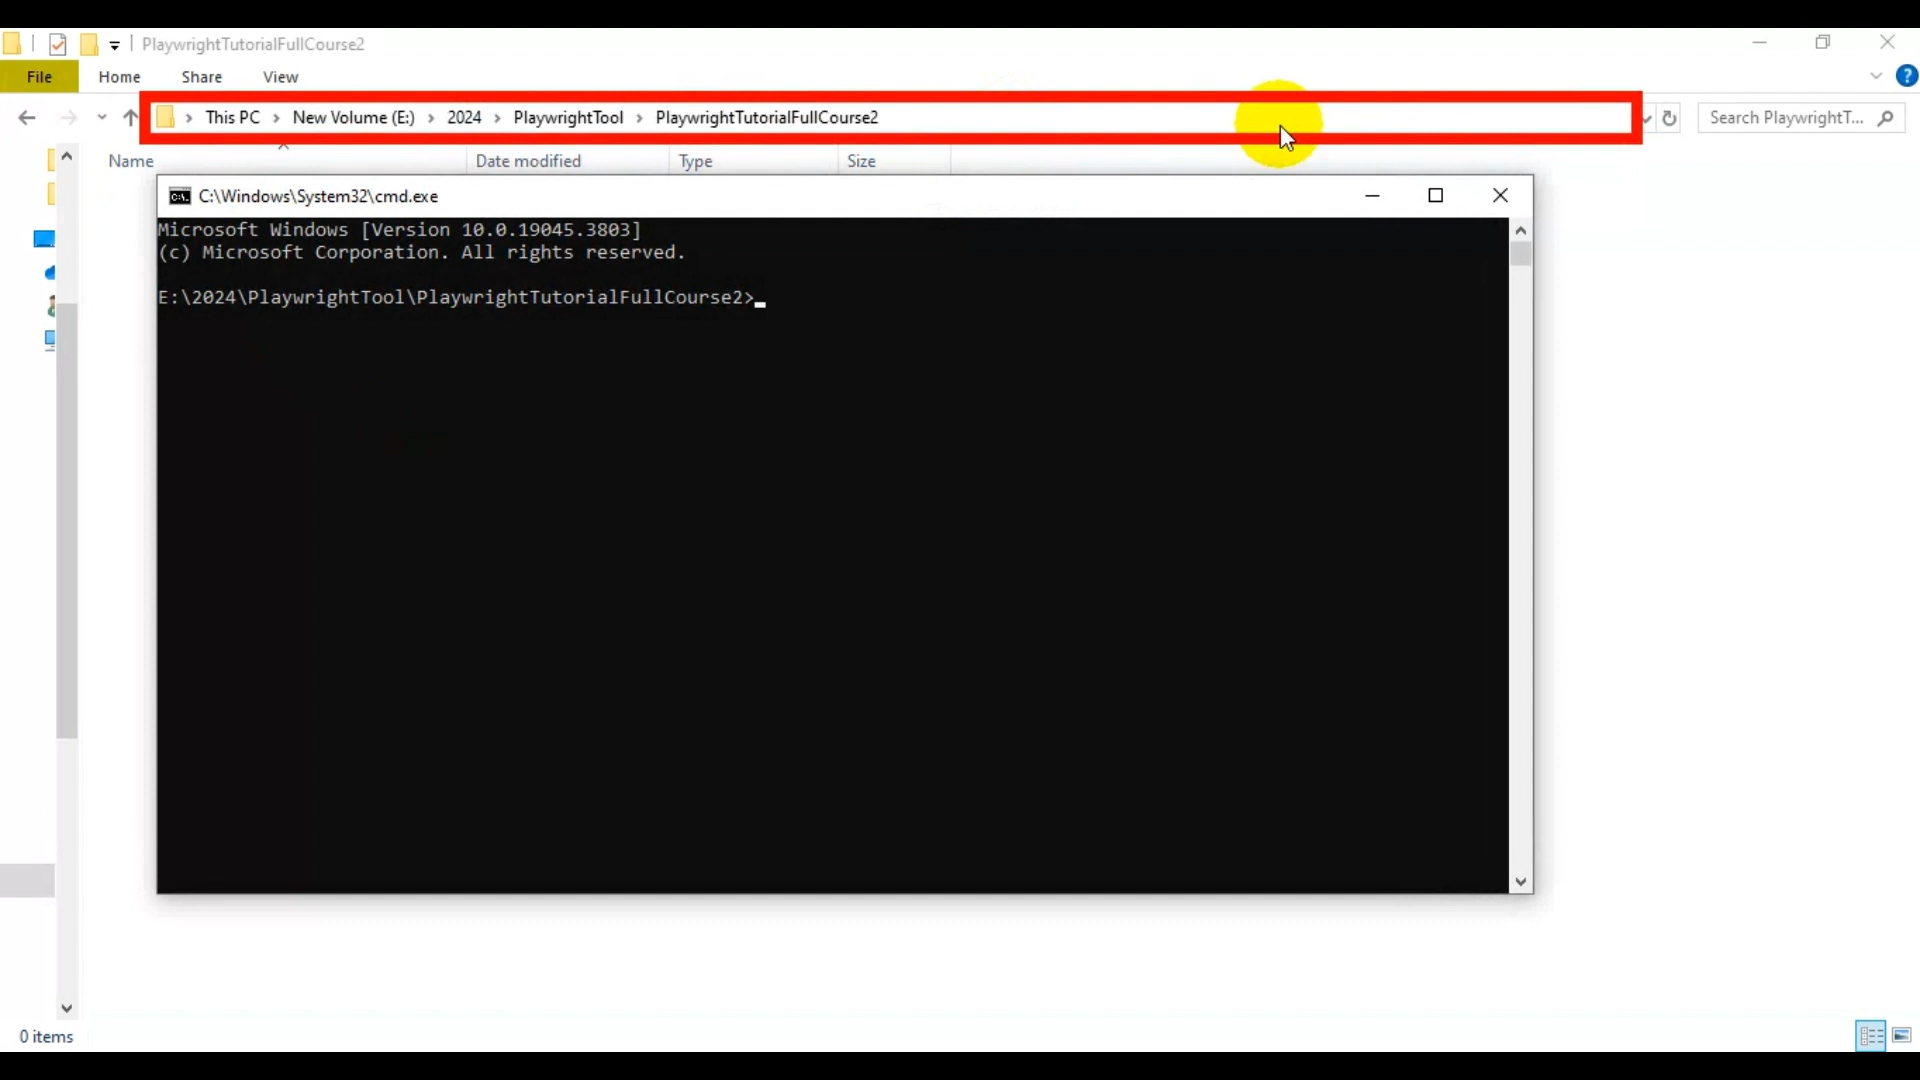 PlaywrightTutorialFullCourse2
File Home Share View
This PC > New Volume (E:) > 2024 > PlaywrightTool > PlaywrightTutorialFullCourse2
Search PlaywrightT...
Name Date modified Type Size
C:\Windows\System32\cmd.exe
Microsoft Windows [Version 10.0.19045.3803]
(c) Microsoft Corporation. All rights reserved.
E:\2024\PlaywrightTool\PlaywrightTutorialFullCourse2>_
0 items